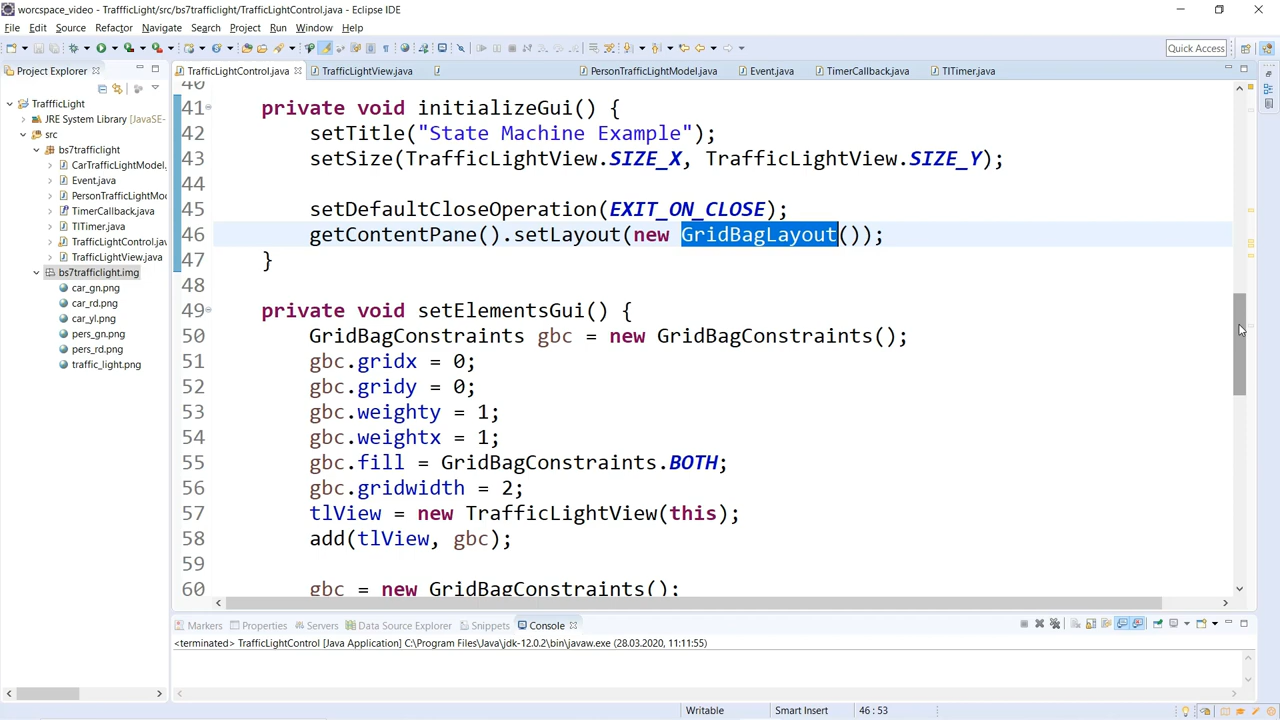 worcspace_video - TraffficLight/src/bs7trafficlight/TrafficLightControl.java - Eclipse IDE
File Edit Source Refactor Navigate Search Project Run Window Help
Quick Access
Project Explorer
TrafficLightControl.java TrafficLightView.java PersonTrafficLightModel.java Event.java TimerCallback.java TlTimer.java
TraffficLight
JRE System Library [JavaSE-
src
bs7trafficlight
CarTrafficLightModel.
Event.java
PersonTrafficLightMo
TimerCallback.java
TlTimer.java
TrafficLightControl.jav
TrafficLightView.java
bs7trafficlight.img
car_gn.png
car_rd.png
car_yl.png
pers_gn.png
pers_rd.png
traffic_light.png
40
41 private void initializeGui() {
42 setTitle("State Machine Example");
43 setSize(TrafficLightView.SIZE_X, TrafficLightView.SIZE_Y);
44
45 setDefaultCloseOperation(EXIT_ON_CLOSE);
46 getContentPane().setLayout(new GridBagLayout());
47 }
48
49 private void setElementsGui() {
50 GridBagConstraints gbc = new GridBagConstraints();
51 gbc.gridx = 0;
52 gbc.gridy = 0;
53 gbc.weighty = 1;
54 gbc.weightx = 1;
55 gbc.fill = GridBagConstraints.BOTH;
56 gbc.gridwidth = 2;
57 tlView = new TrafficLightView(this);
58 add(tlView, gbc);
59
60 gbc = new GridBagConstraints();
Markers Properties Servers Data Source Explorer Snippets Console
<terminated> TrafficLightControl [Java Application] C:\Program Files\Java\jdk-12.0.2\bin\javaw.exe (28.03.2020, 11:11:55)
Writable Smart Insert 46 : 53